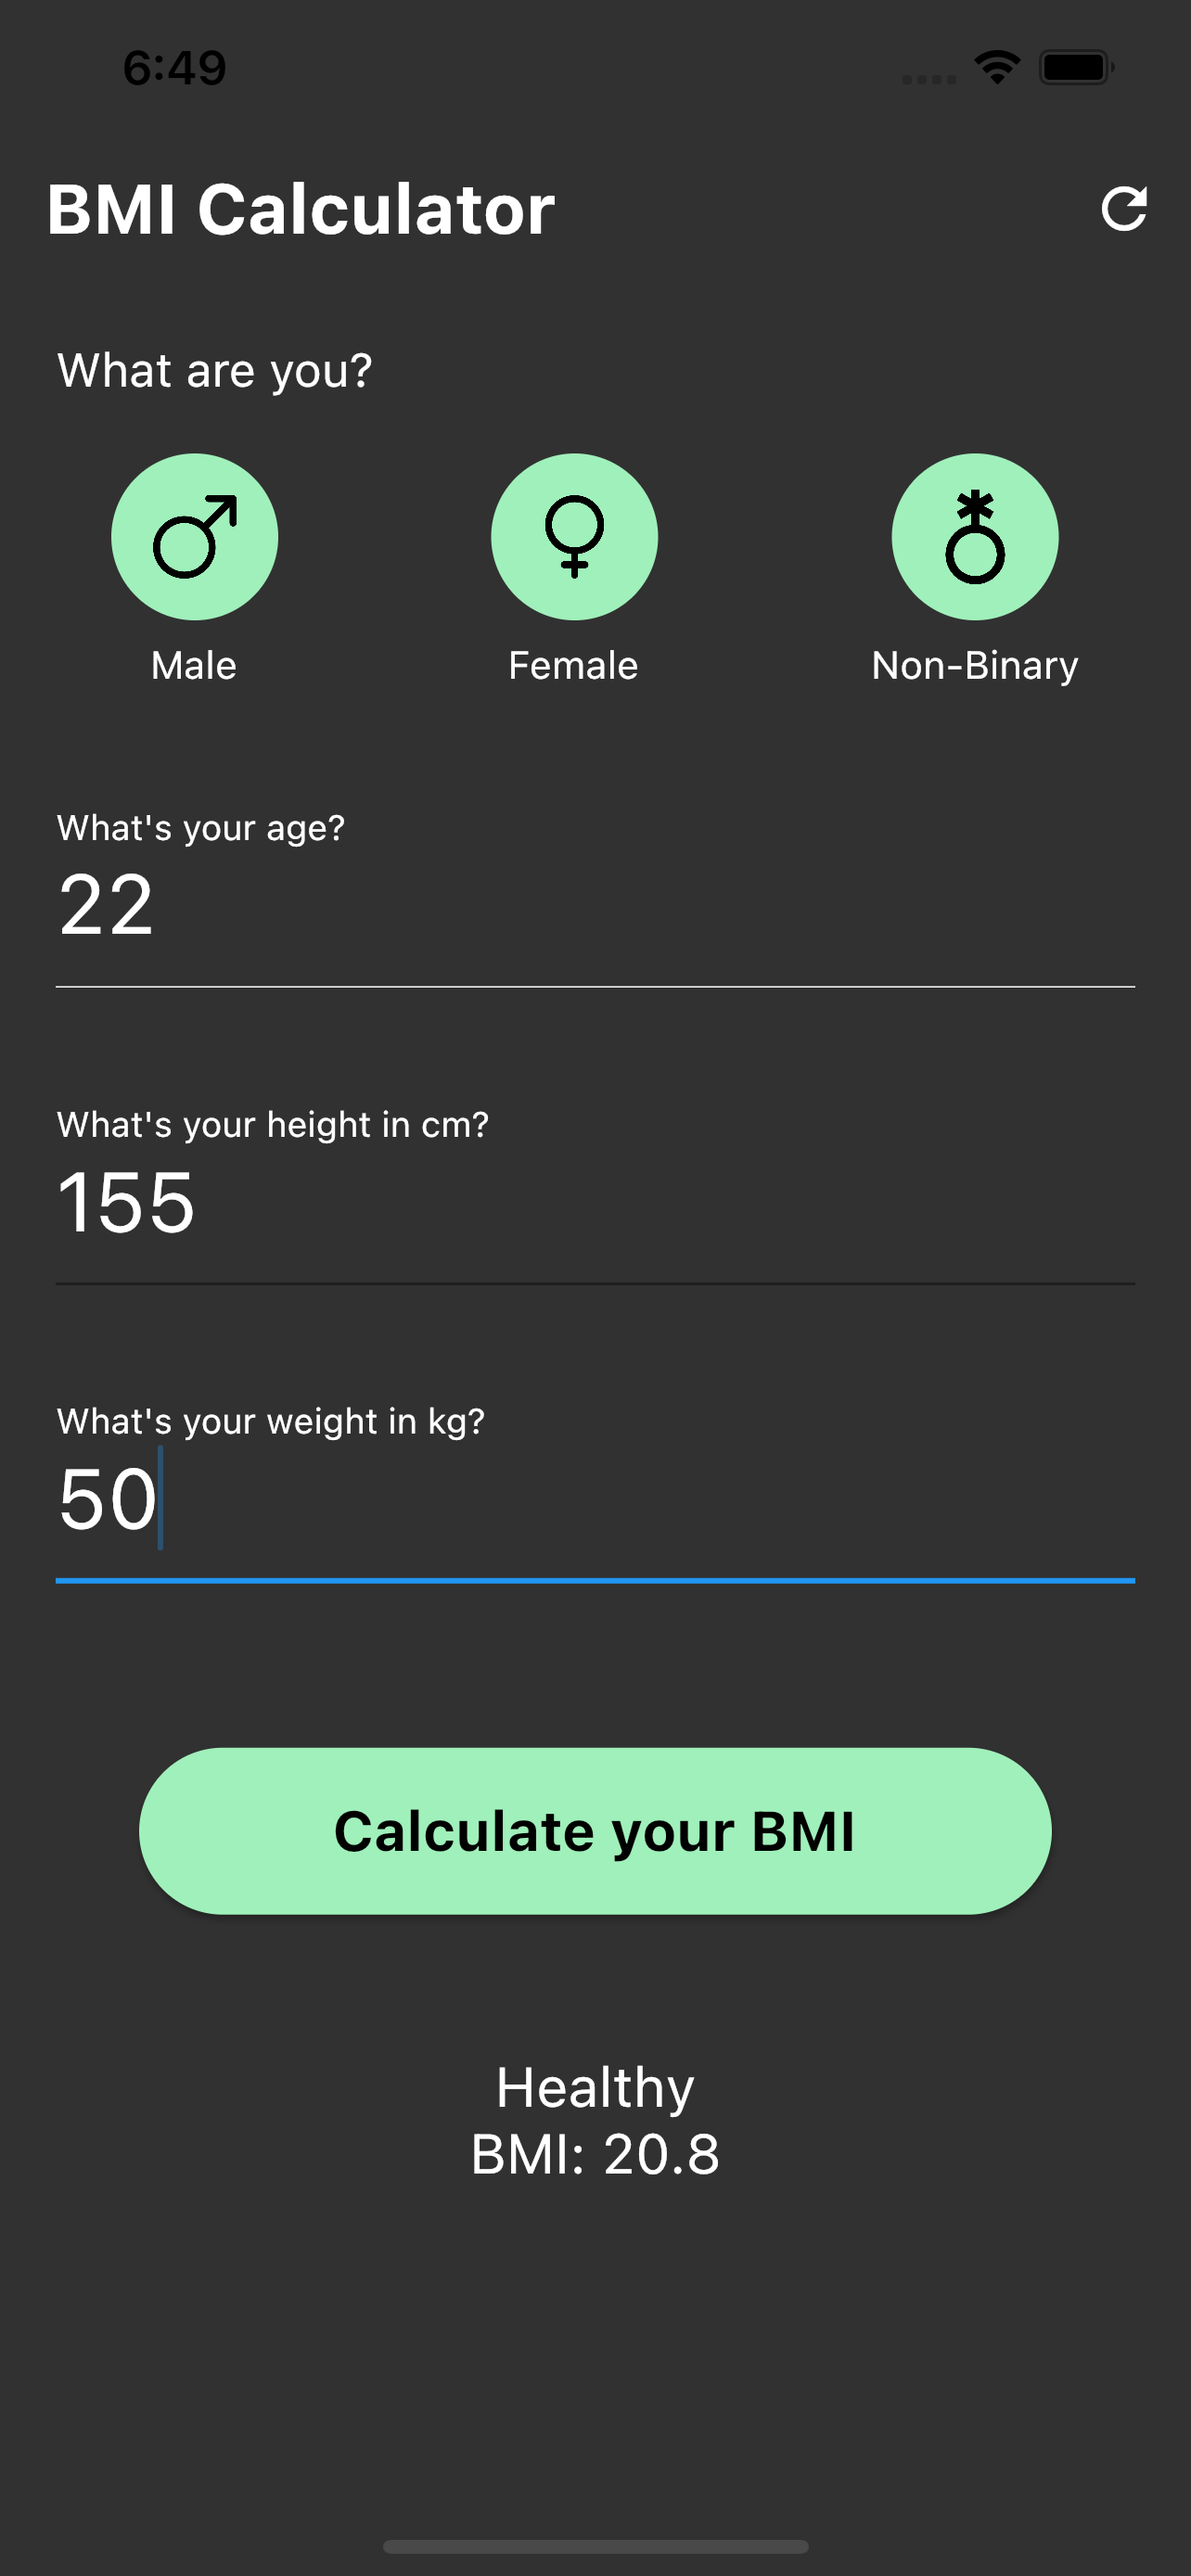 6:49
BMI Calculator
What are you?
Male Female Non-Binary
What's your age?
22
What's your height in cm?
155
What's your weight in kg?
50
Calculate your BMI
Healthy
BMI: 20.8